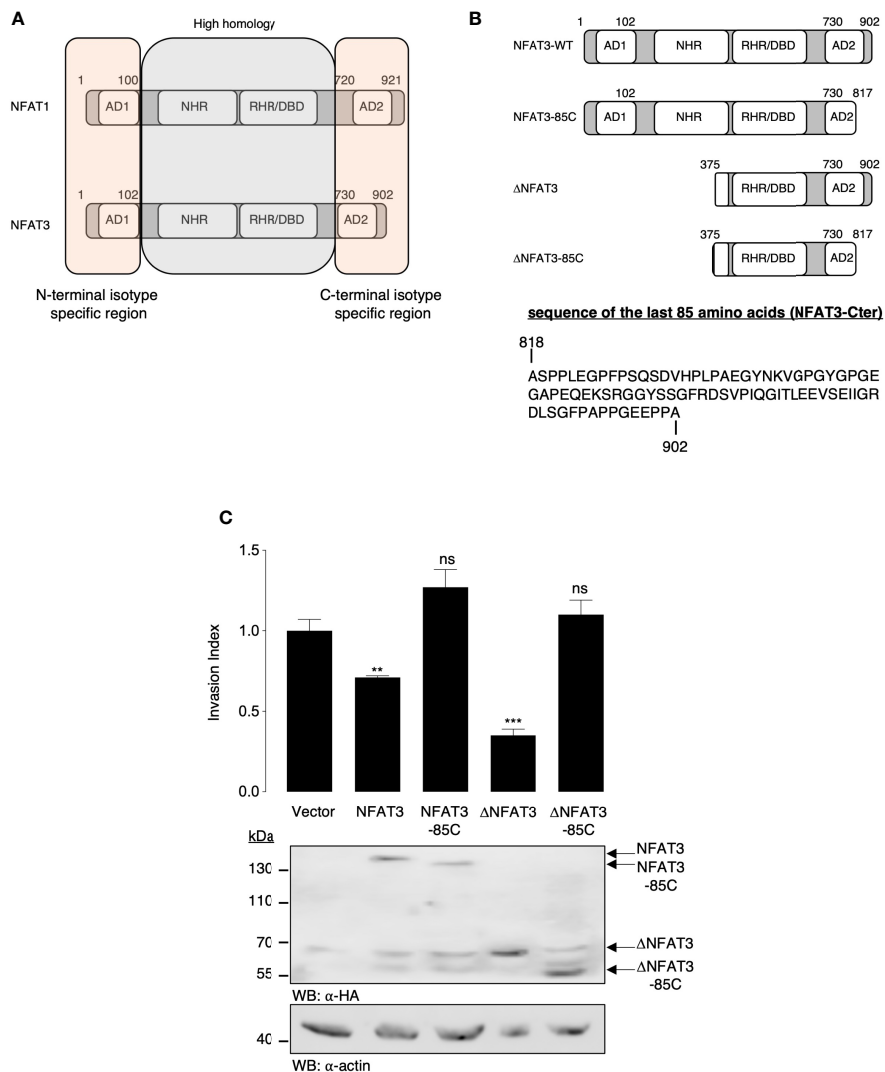 A
High homology
1 100 720 921
NFAT1
AD1 NHR RHR/DBD AD2
1 102 730 902
NFAT3
AD1 NHR RHR/DBD AD2
N-terminal isotype
specific region
C-terminal isotype
specific region
B
1 102 730 902
NFAT3-WT
AD1 NHR RHR/DBD AD2
102 730 817
NFAT3-85C
AD1 NHR RHR/DBD AD2
375 730 902
ΔNFAT3
RHR/DBD AD2
375 730 817
ΔNFAT3-85C
RHR/DBD AD2
sequence of the last 85 amino acids (NFAT3-Cter)
818
ASPPLEGPFPSQSDVHPLPAEGYNKVGPGYGPGE
GAPEQEKSRGGYSSGFRDSVPIQGITLEEVSEIIGR
DLSGFPAPPGEEPPA
902
C
Invasion Index
1.5
1.0
0.5
0.0
ns
ns
**
***
Vector NFAT3 NFAT3 ΔNFAT3 ΔNFAT3
-85C -85C
kDa
130
110
70
55
NFAT3
NFAT3
-85C
ΔNFAT3
ΔNFAT3
-85C
WB: α-HA
40
WB: α-actin